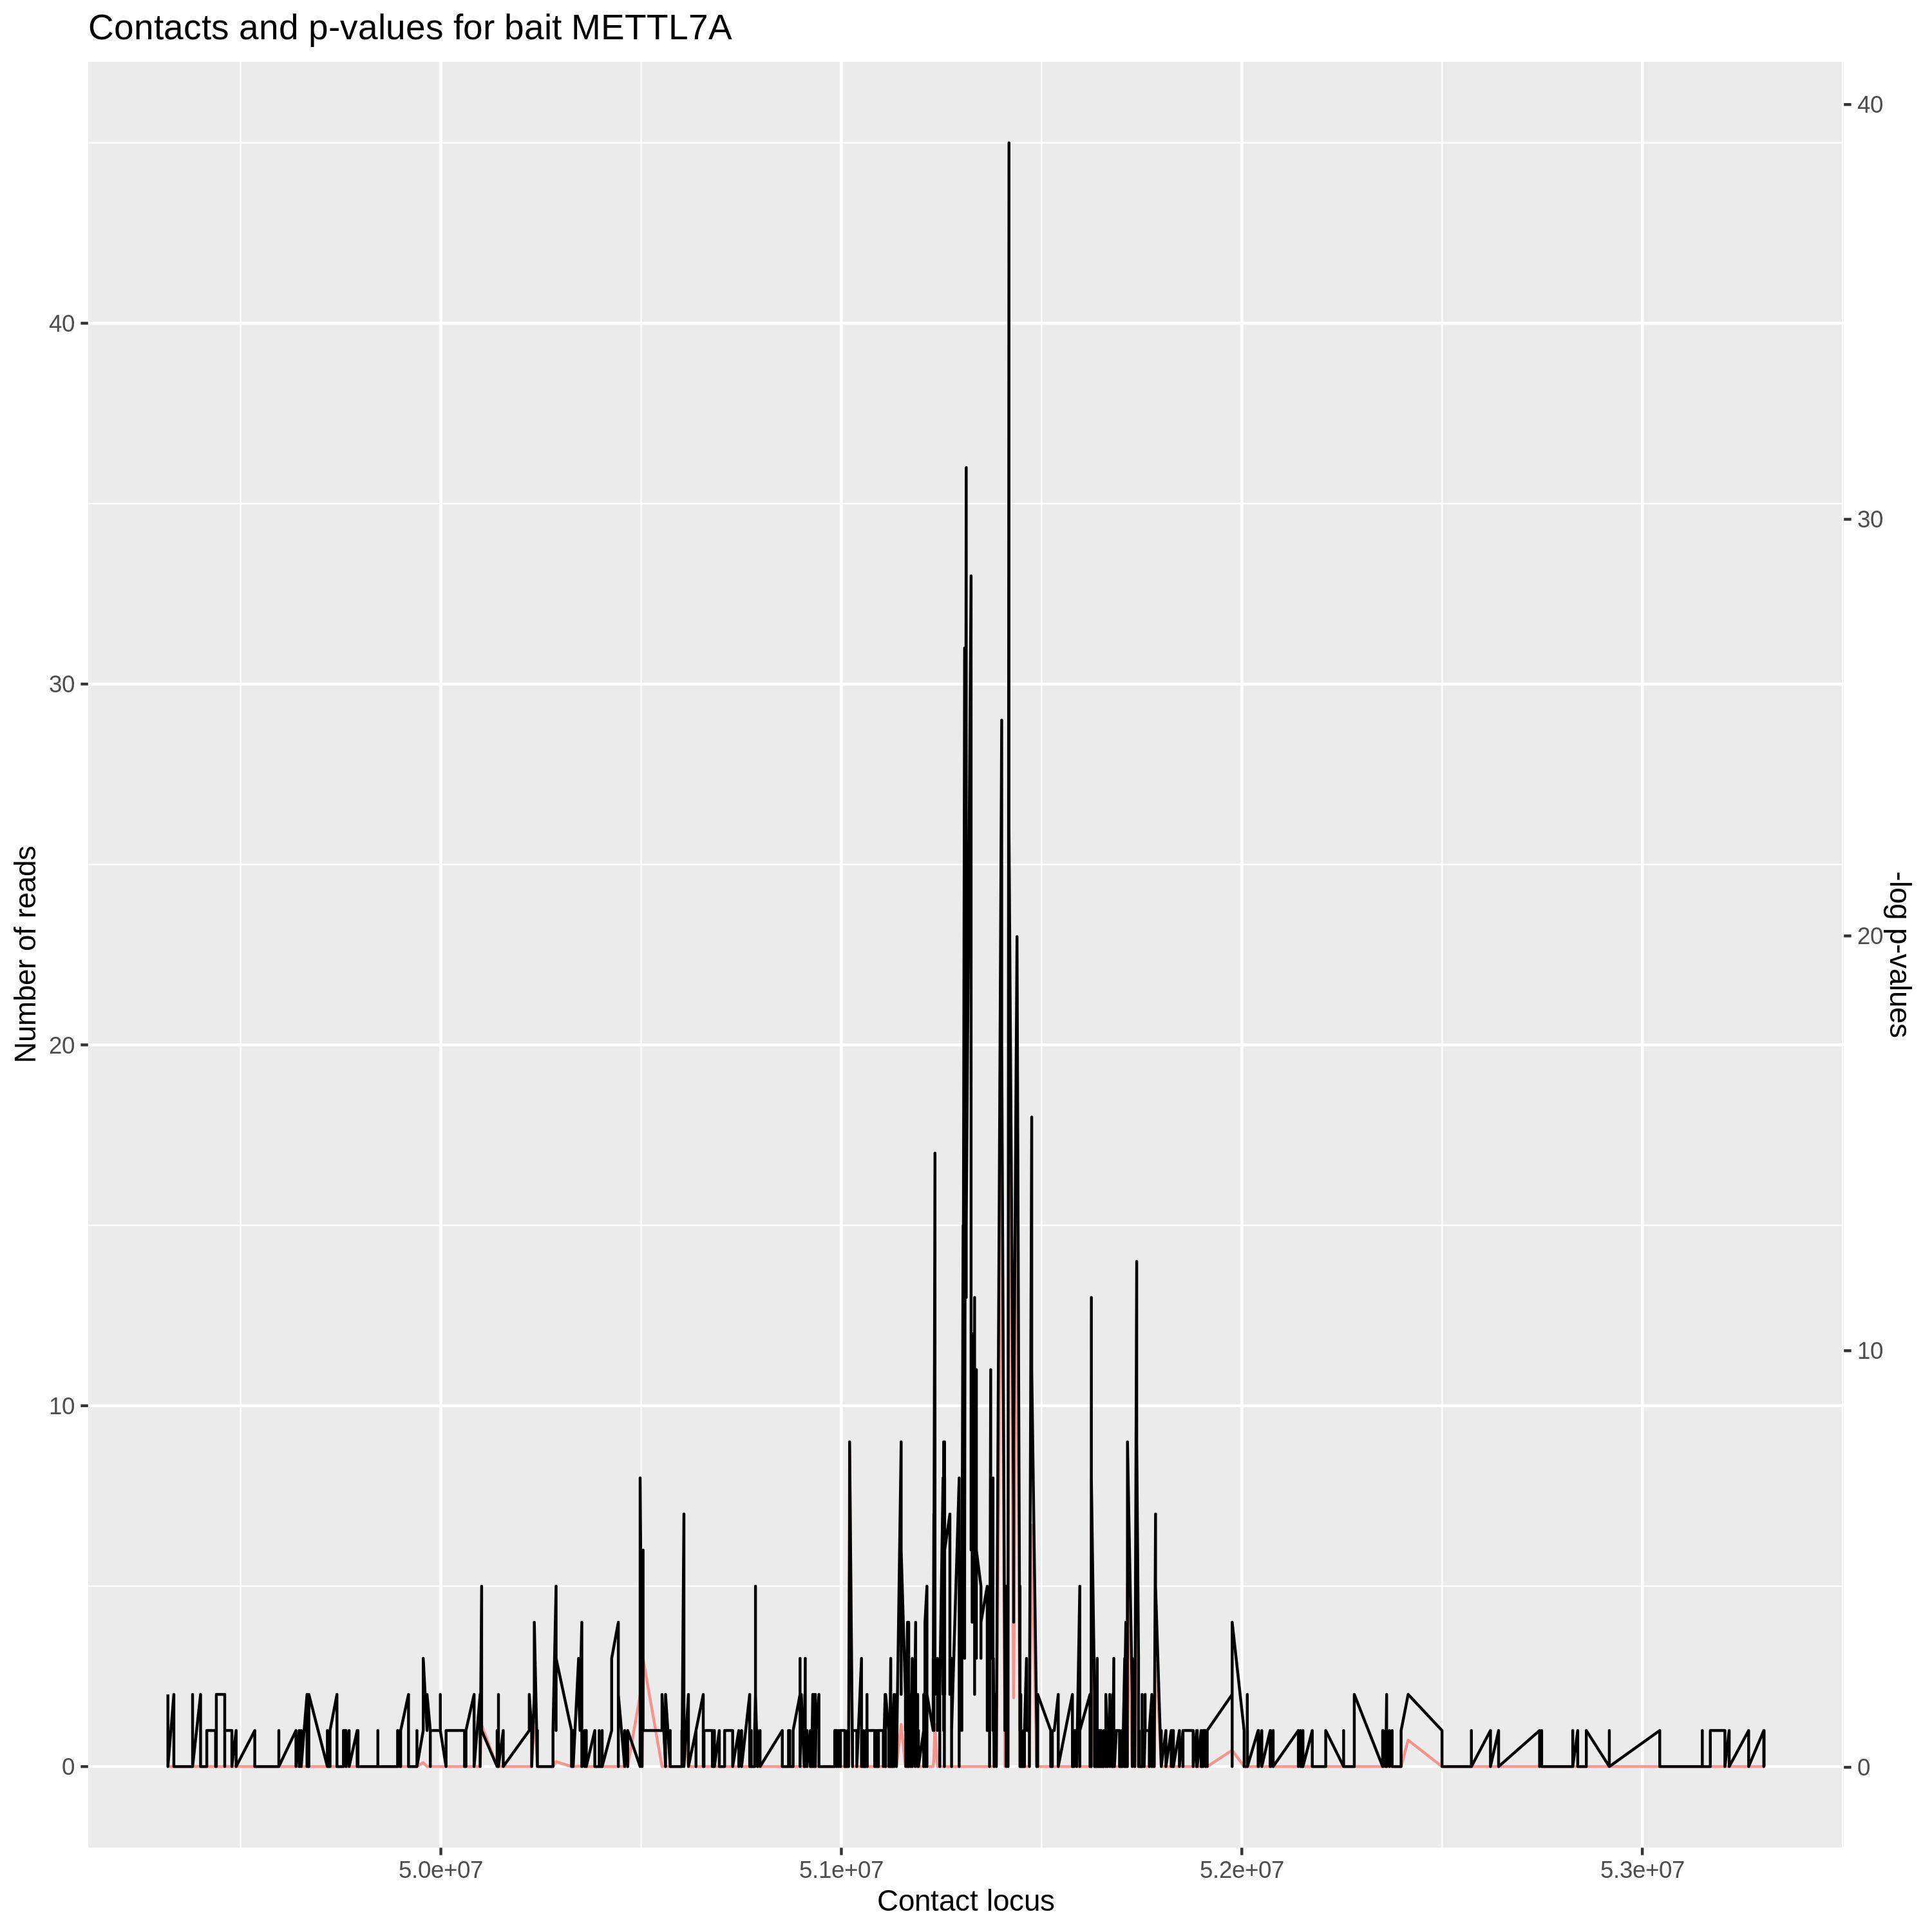 Contacts and p-values for bait METTL7A
40
30
20
10
0
Number of reads
40
30
20
10
0
-log p-values
5.0e+07
5.1e+07
5.2e+07
5.3e+07
Contact locus